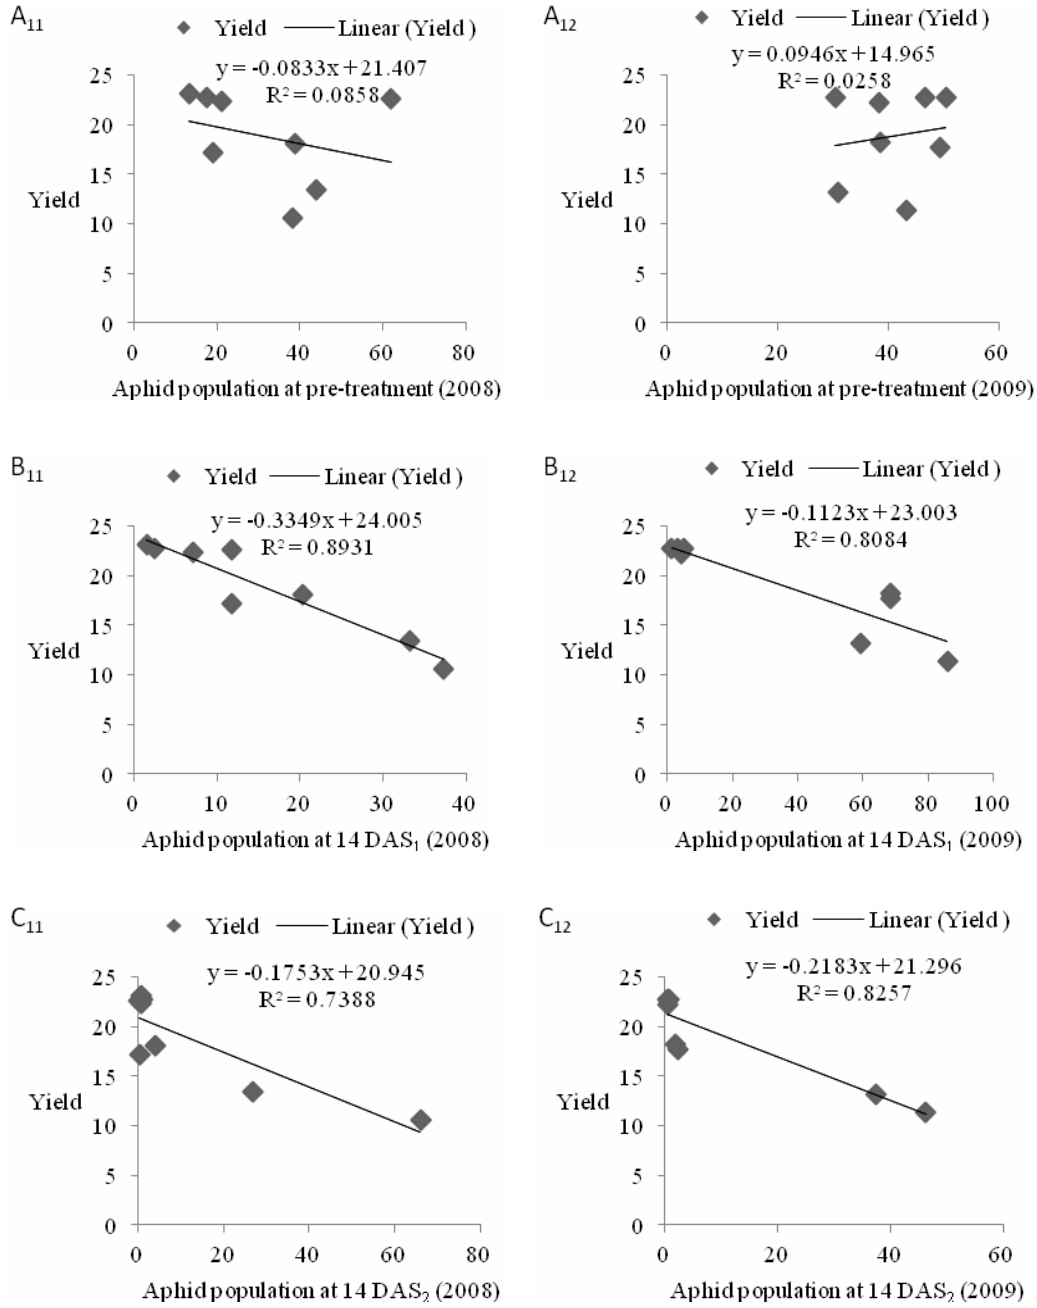 A11
Yield Linear (Yield )
y = -0.0833x + 21.407
R² = 0.0858
25
20
15
10
5
0
Yield
0 20 40 60 80
Aphid population at pre-treatment (2008)
A12
Yield Linear (Yield )
y = 0.0946x + 14.965
R² = 0.0258
25
20
15
10
5
0
Yield
0 20 40 60
Aphid population at pre-treatment (2009)
B11
Yield Linear (Yield )
y = -0.3349x + 24.005
R² = 0.8931
25
20
15
10
5
0
Yield
0 10 20 30 40
Aphid population at 14 DAS1 (2008)
B12
Yield Linear (Yield )
y = -0.1123x + 23.003
R² = 0.8084
25
20
15
10
5
0
Yield
0 20 40 60 80 100
Aphid population at 14 DAS1 (2009)
C11
Yield Linear (Yield )
y = -0.1753x + 20.945
R² = 0.7388
25
20
15
10
5
0
Yield
0 20 40 60 80
Aphid population at 14 DAS2 (2008)
C12
Yield Linear (Yield )
y = -0.2183x + 21.296
R² = 0.8257
25
20
15
10
5
0
Yield
0 20 40 60
Aphid population at 14 DAS2 (2009)